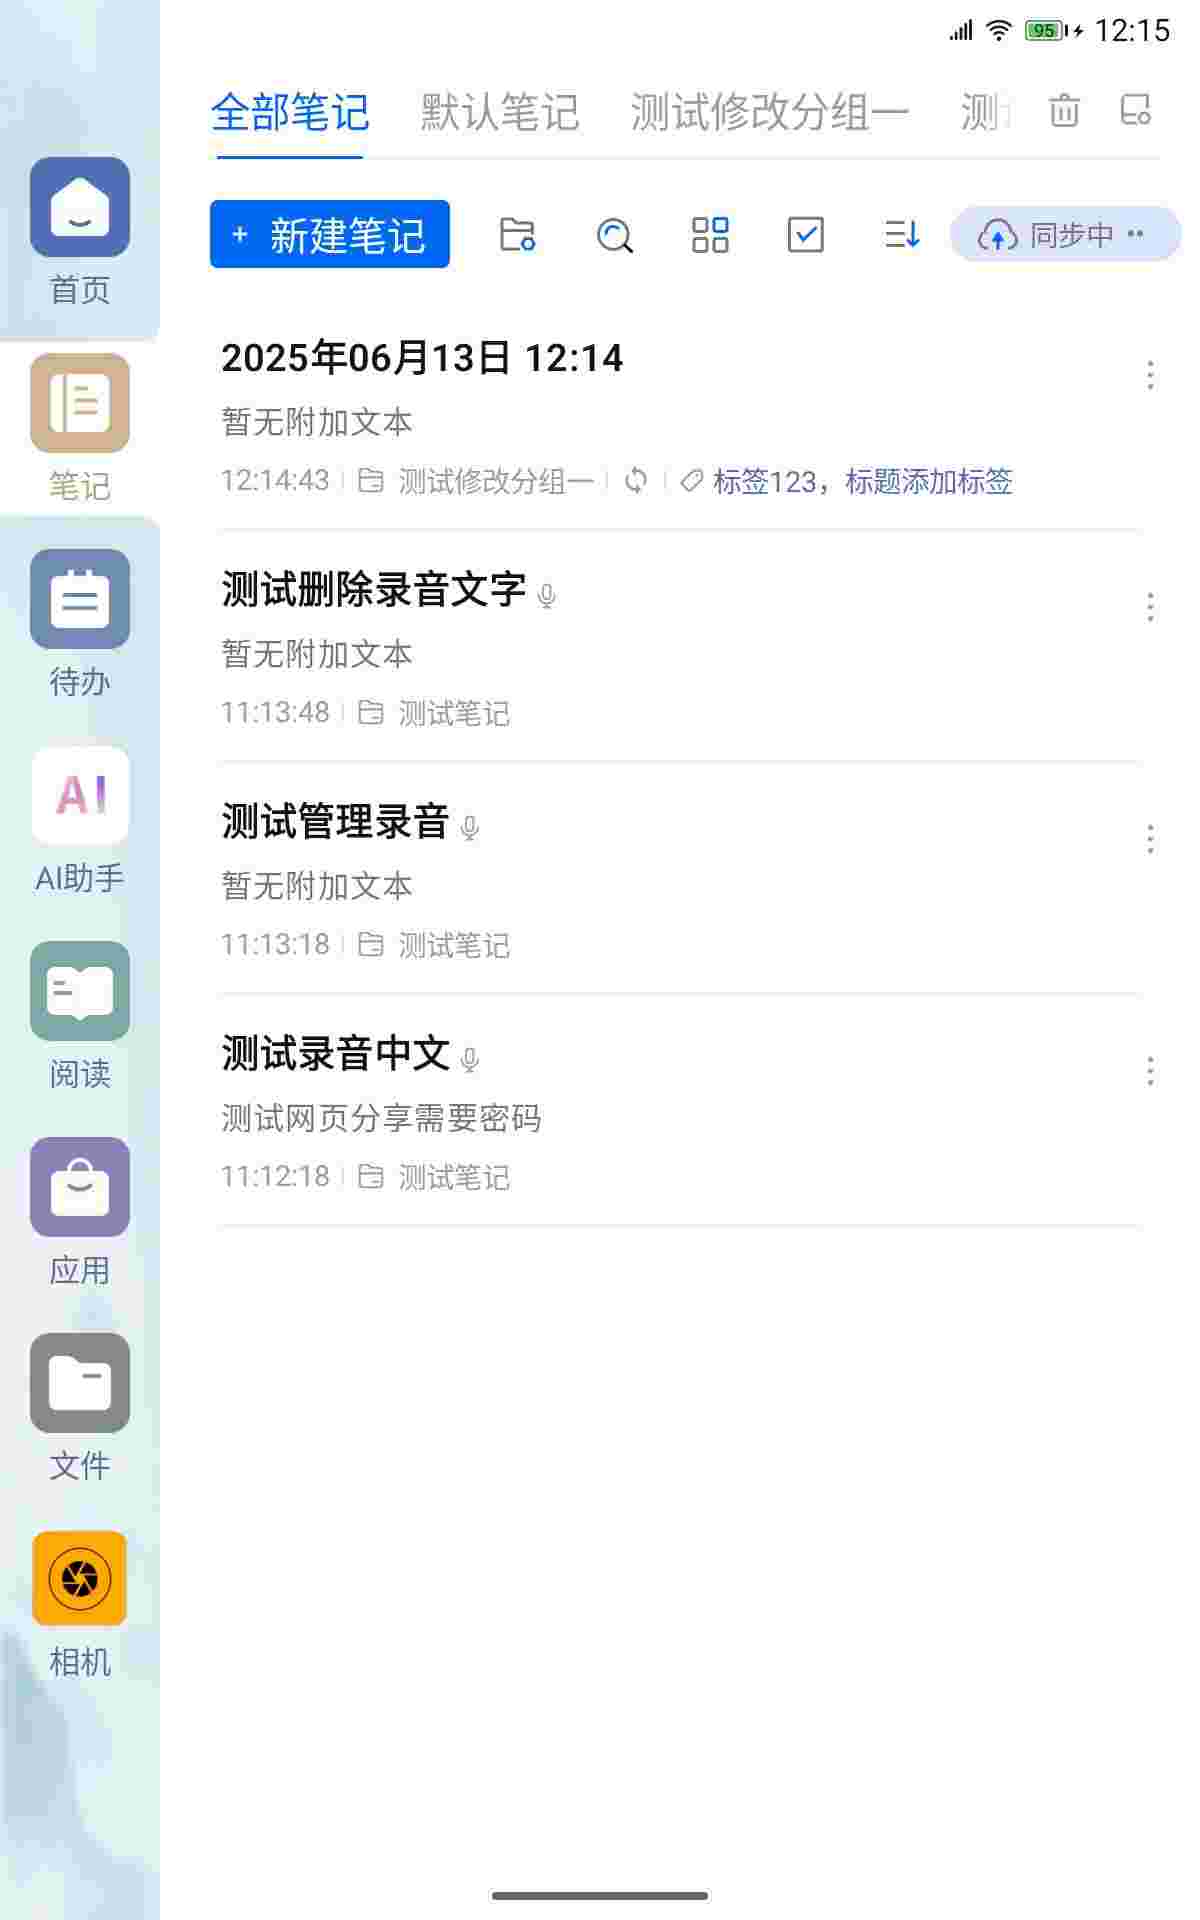 95 12:15
全部笔记 默认笔记 测试修改分组一 测
+ 新建笔记 同步中 ··
首页
笔记
待办
AI
AI助手
阅读
应用
文件
相机
2025年06月13日 12:14
暂无附加文本
12:14:43 测试修改分组一 标签123，标题添加标签
测试删除录音文字
暂无附加文本
11:13:48 测试笔记
测试管理录音
暂无附加文本
11:13:18 测试笔记
测试录音中文
测试网页分享需要密码
11:12:18 测试笔记